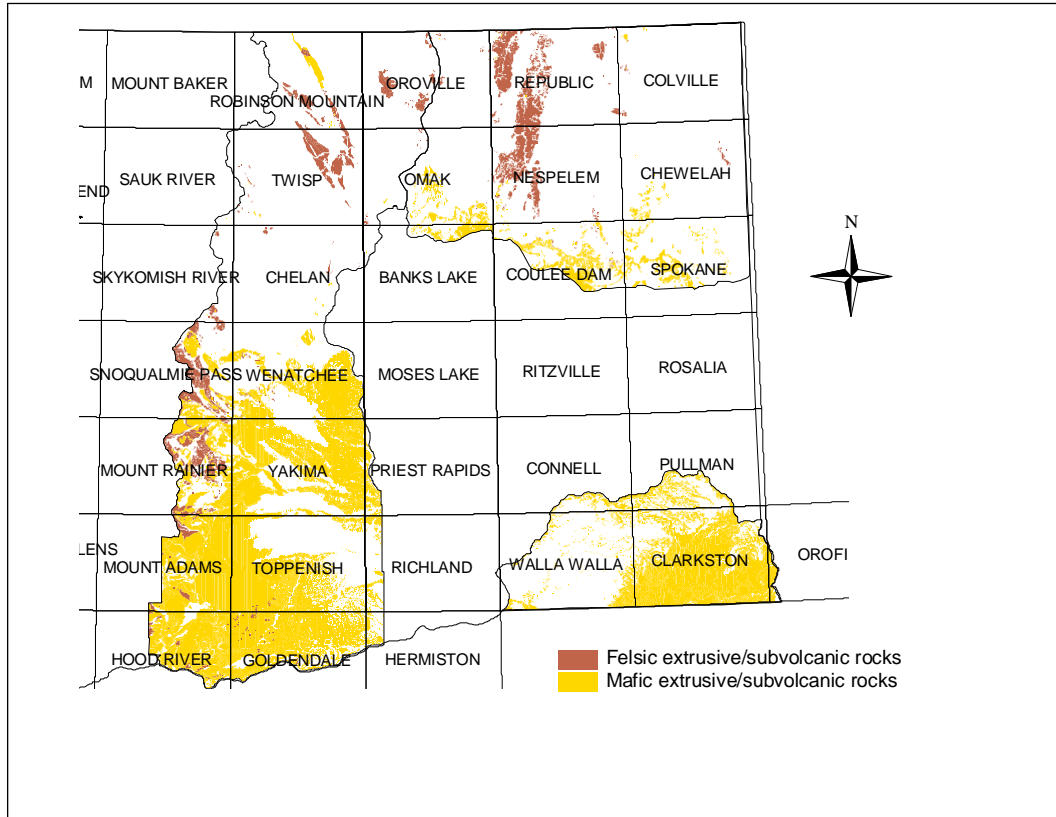 M
MOUNT BAKER
OROVILLE
REPUBLIC
COLVILLE
ROBINSON MOUNTAIN
END
SAUK RIVER
TWISP
OMAK
NESPELEM
CHEWELAH
N
SKYKOMISH RIVER
CHELAN
BANKS LAKE
COULEE DAM
SPOKANE
SNOQUALMIE PASS
WENATCHEE
MOSES LAKE
RITZVILLE
ROSALIA
MOUNT RAINIER
YAKIMA
PRIEST RAPIDS
CONNELL
PULLMAN
LENS
MOUNT ADAMS
TOPPENISH
RICHLAND
WALLA WALLA
CLARKSTON
OROFI
HOOD RIVER
GOLDENDALE
HERMISTON
Felsic extrusive/subvolcanic rocks
Mafic extrusive/subvolcanic rocks